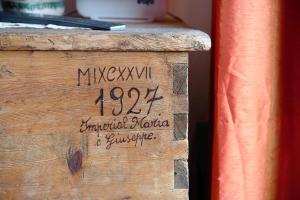 MIXCXXVII
1927
Imperial Maria
e Giuseppe.